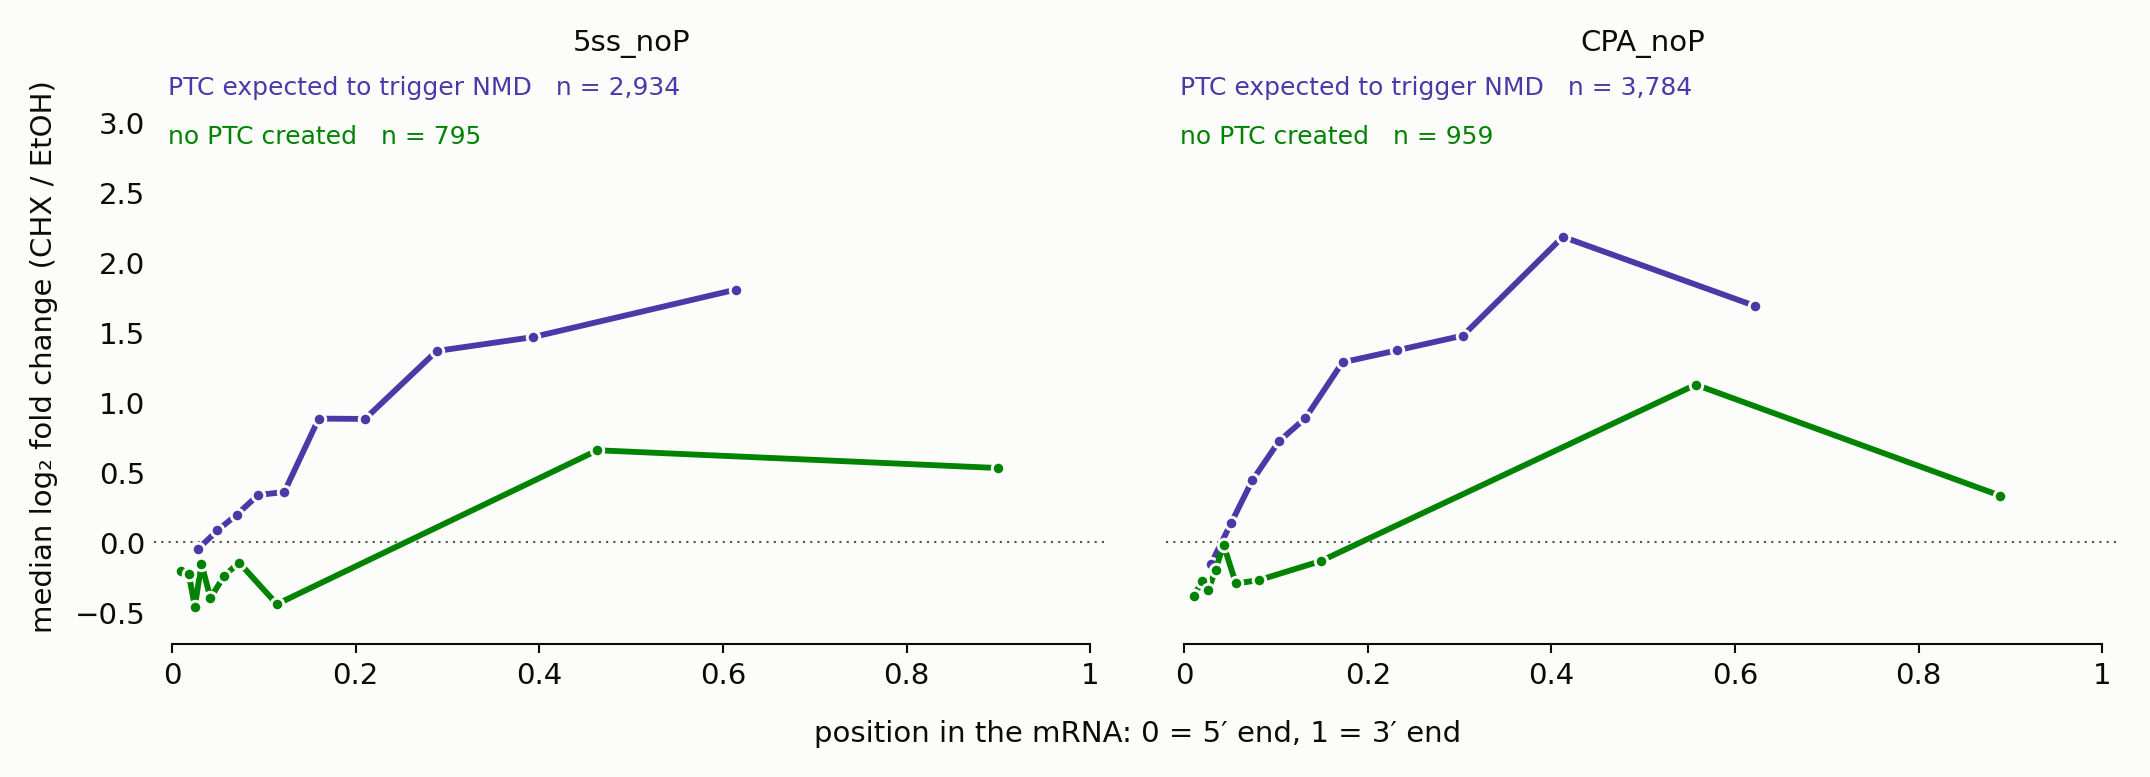 5ss_noP
PTC expected to trigger NMD n = 2,934
no PTC created n = 795
CPA_noP
PTC expected to trigger NMD n = 3,784
no PTC created n = 959
median log₂ fold change (CHX / EtOH)
3.0
2.5
2.0
1.5
1.0
0.5
0.0
−0.5
0 0.2 0.4 0.6 0.8 1
0 0.2 0.4 0.6 0.8 1
position in the mRNA: 0 = 5′ end, 1 = 3′ end